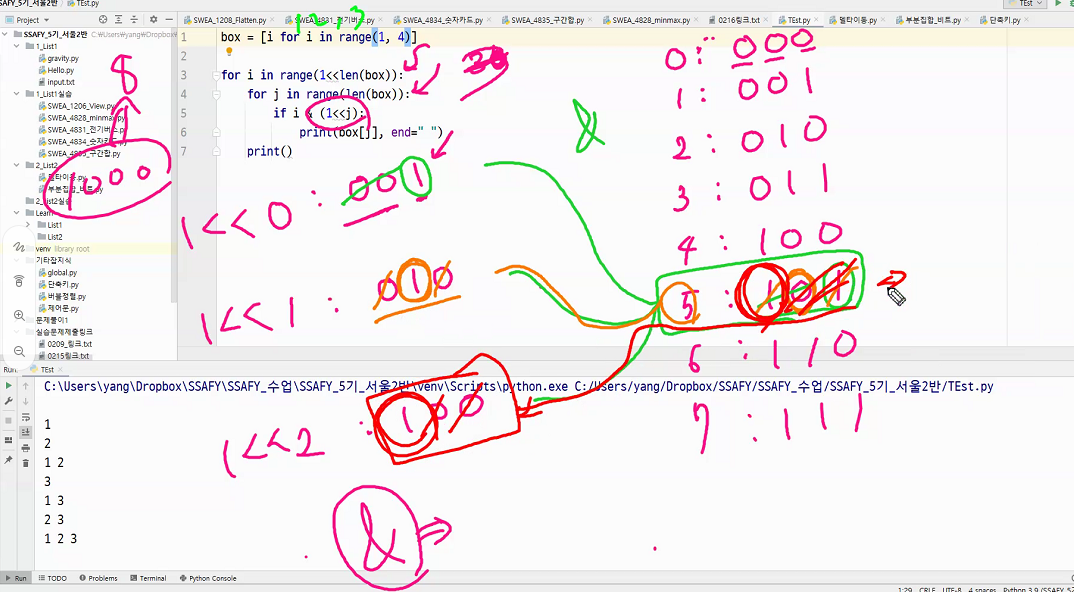 SSAFY_5기_서울2반 > TEst.py
TEst
Project
SWEA_1208_Flatten.py
SWEA_4831_전기버스.py
SWEA_4834_숫자카드.py
SWEA_4835_구간합.py
SWEA_4828_minmax.py
0216링크.txt
TEst.py
델타이동.py
부분집합_비트.py
단축키.py
SSAFY_5기_서울2반
1_List1
gravity.py
Hello.py
input.txt
1_List1실습
SWEA_1206_View.py
SWEA_4828_minmax.py
SWEA_4831_전기버스.py
SWEA_4834_숫자카드.py
SWEA_4835_구간합.py
2_List2
델타이동.py
부분집합_비트.py
2_List2실습
Learn
List1
List2
venv library root
기타잡지식
global.py
단축키.py
버블정렬.py
제어문.py
문제풀이1
실습문제제출링크
0209링크.txt
0215링크.txt
1 box = [i for i in range(1, 4)]
2
3 for i in range(1<<len(box)):
4 for j in range(len(box)):
5 if i & (1<<j):
6 print(box[j], end=" ")
7 print()
1 2, 3
8
1000
&
1<<0 : 001
1<<1 : 010
1<<2 : 100
&
0 : 000
1 : 001
2 : 010
3 : 011
4 : 100
5 : 101
6 : 110
7 : 111
Run: TEst
C:\Users\yang\Dropbox\SSAFY\SSAFY_수업\SSAFY_5기_서울2반\venv\Scripts\python.exe C:/Users/yang/Dropbox/SSAFY/SSAFY_수업/SSAFY_5기_서울2반/TEst.py
1
2
1 2
3
1 3
2 3
1 2 3
Run
TODO
Problems
Terminal
Python Console
1:29 CRLF UTF-8 4 spaces